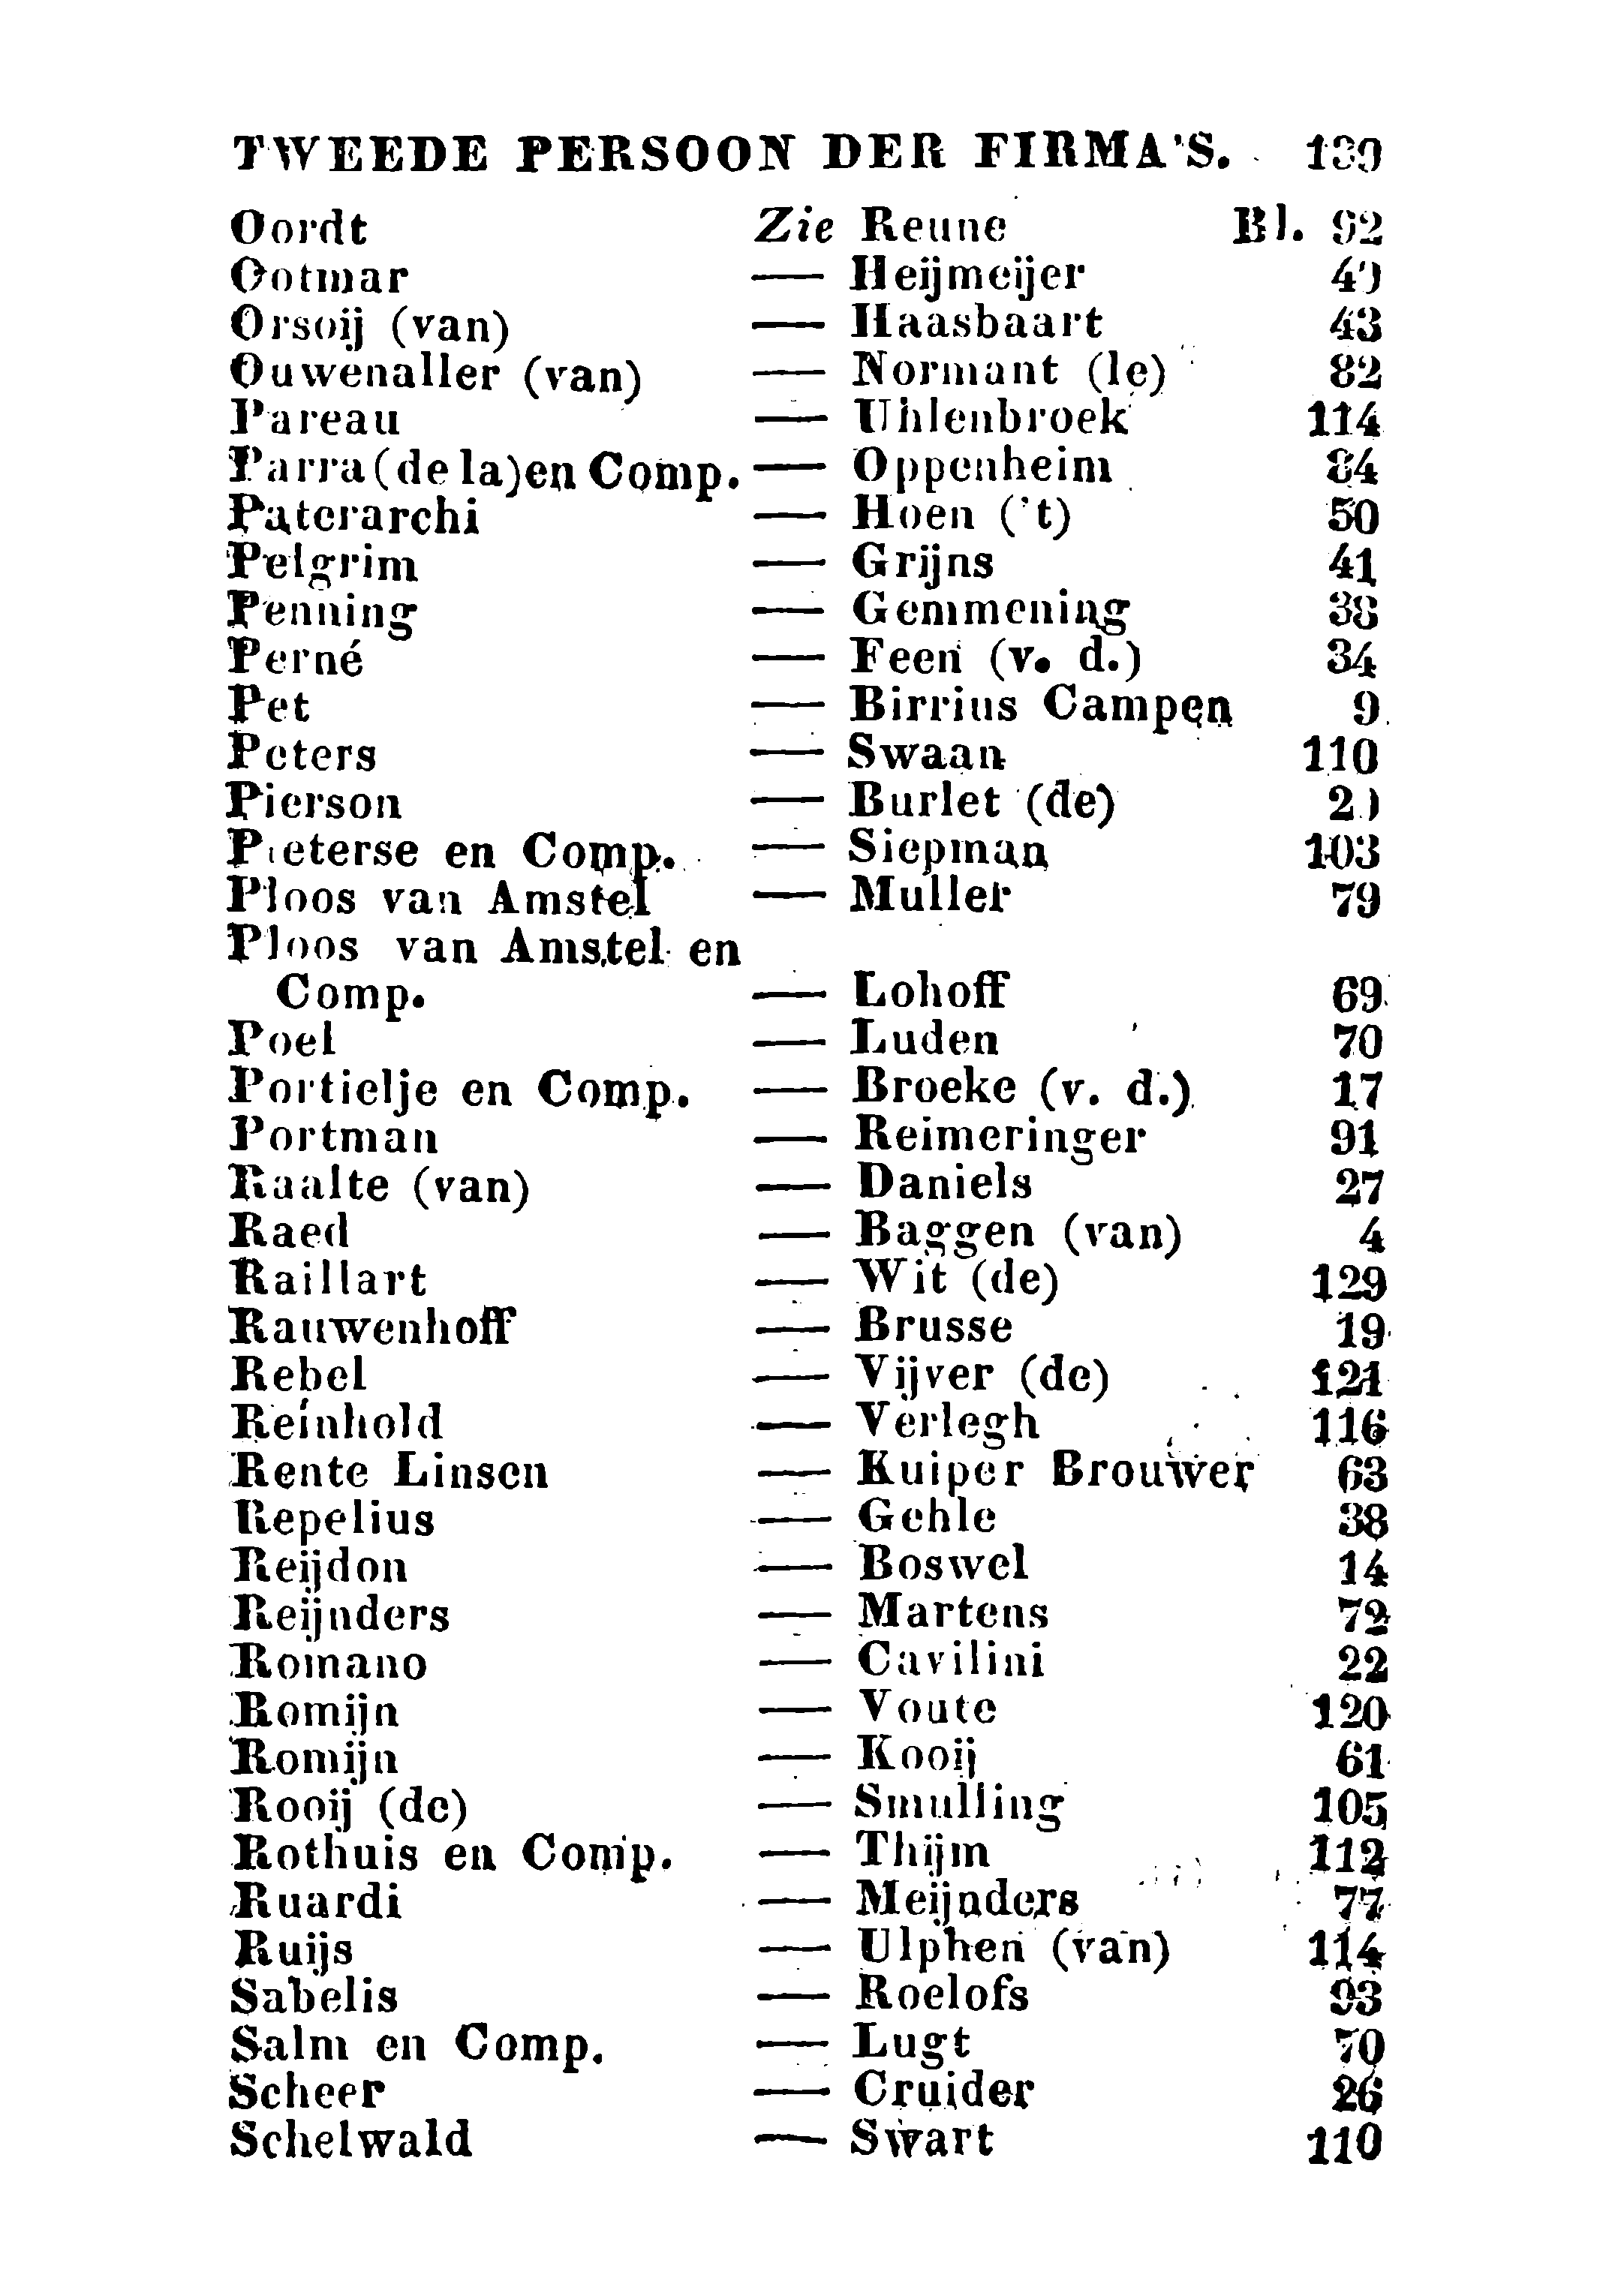 TWEEDE PERSOON DER FIRMA'S. 139
Oordt Zie Reune Bl. 92
Ootmar — Heijmeijer 49
Orsoij (van) — Haasbaart 43
Ouwenaller (van) — Normant (le) 82
Pareau — Uhlenbroek 114
Parra (de la) en Comp. — Oppenheim 84
Paterarchi — Hoen ('t) 50
Pelgrim — Grijns 41
Penning — Gemmening 38
Perné — Feen (v. d.) 34
Pet — Birrius Campen 9
Peters — Swaan 110
Pierson — Burlet (de)
Pieterse en Comp. — Siepman 103
Ploos van Amstel — Muller 79
Ploos van Amstel en
Comp. — Lohoff 69
Poel — Luden 70
Portielje en Comp. — Broeke (v. d.) 17
Portman — Reimeringer 91
Raalte (van) — Daniels 27
Raed — Baggen (van) 4
Raillart — Wit (de) 129
Rauwenhoff — Brusse 19
Rebel — Vijver (de) 121
Reinhold — Verlegh 116
Rente Linsen — Kuiper Brouwer 63
Repelius — Gehle 38
Reijdon — Boswel 14
Reijnders — Martens 72
Romano — Cavilini 22
Romijn — Voute 120
Romijn — Kooij 61
Rooij (de) — Smulling 105
Rothuis en Comp. — Thijm 112
Ruardi — Meijnders 77
Ruijs — Ulphen (van) 114
Sabelis — Roelofs 93
Salm en Comp. — Lugt 70
Scheer — Cruider 26
Schelwald — Swart 110